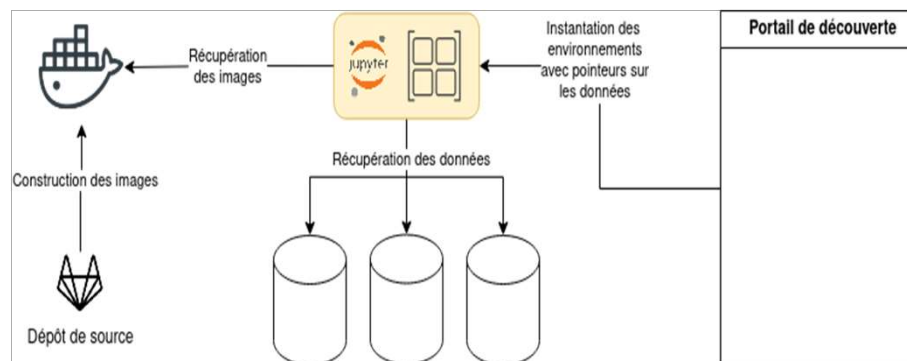 Portail de découverte
Instantation des
environnements
avec pointeurs sur
les données
Récupération
des images
jupyter
Récupération des données
Construction des images
Dépôt de source